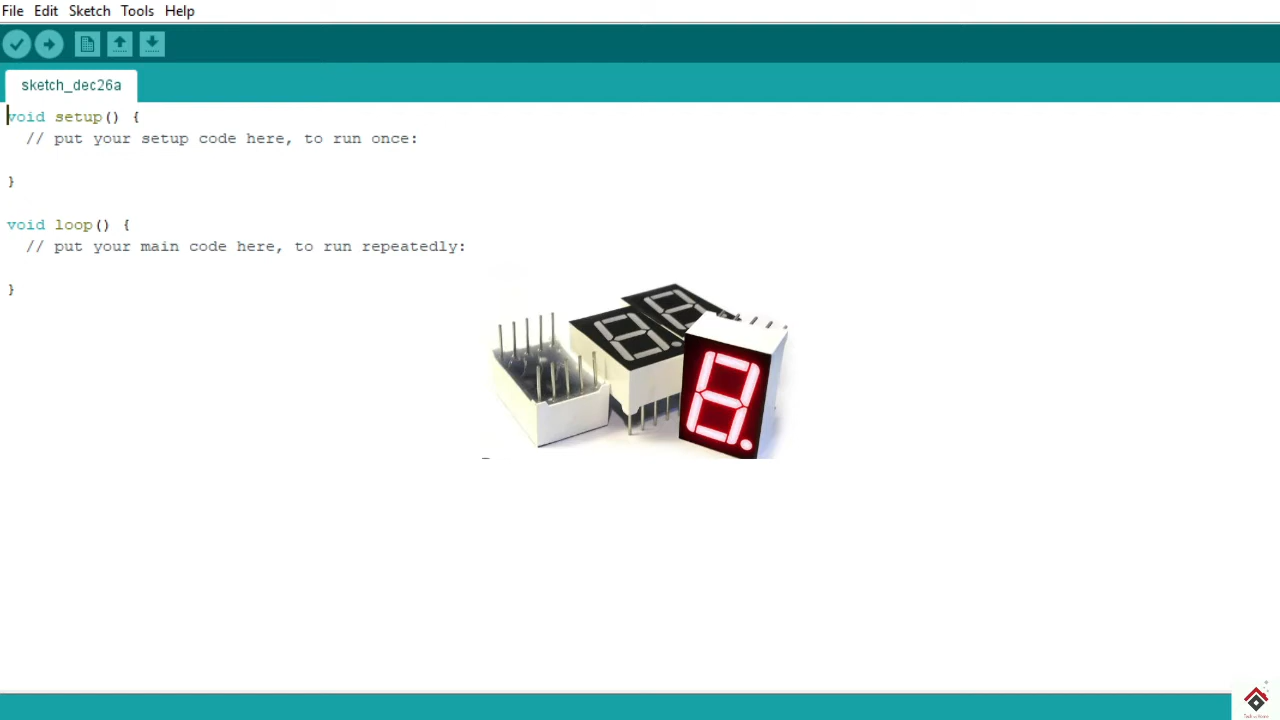 File Edit Sketch Tools Help
sketch_dec26a
void setup() {
// put your setup code here, to run once:
}
void loop() {
// put your main code here, to run repeatedly:
}